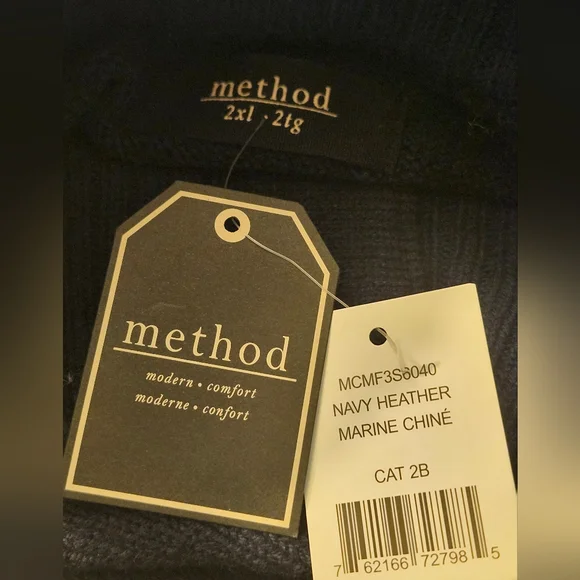 method
2xl · 2tg
method
modern • comfort
moderne • confort
MCMF3S6040
NAVY HEATHER
MARINE CHINÉ
CAT 2B
7 62166 72798 5